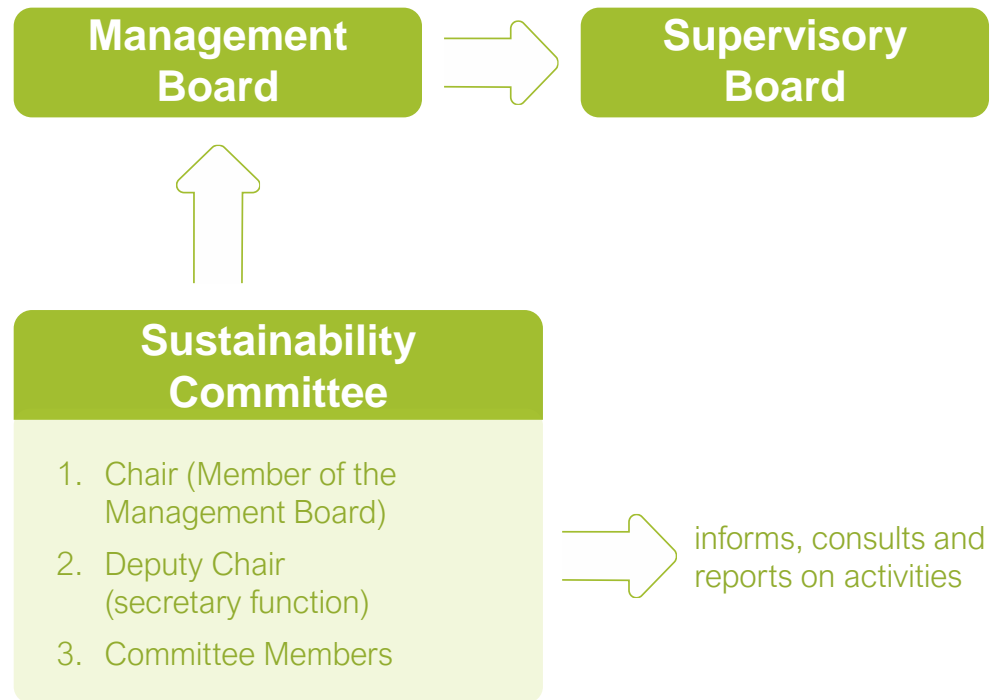 Management
Board
Supervisory
Board
Sustainability
Committee
1. Chair (Member of the
Management Board)
2. Deputy Chair
(secretary function)
3. Committee Members
informs, consults and
reports on activities